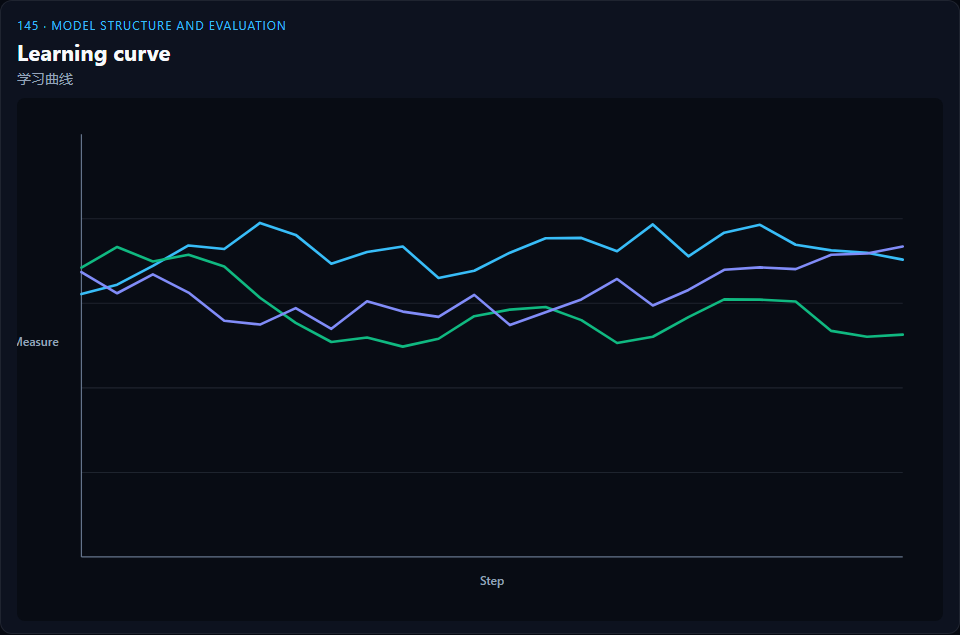 145 · MODEL STRUCTURE AND EVALUATION
Learning curve
学习曲线
Measure
Step